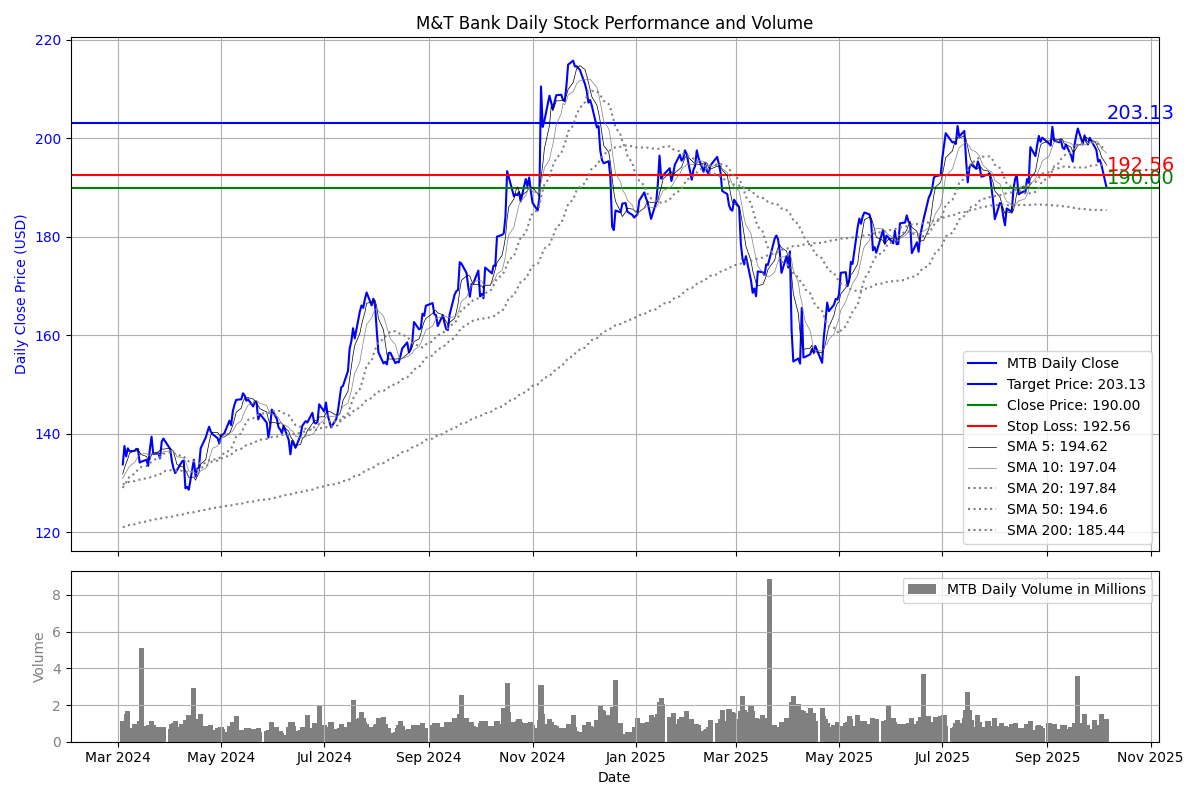 M&T Bank Daily Stock Performance and Volume
220
200
180
160
140
120
Daily Close Price (USD)
203.13
192.56
190.00
MTB Daily Close
Target Price: 203.13
Close Price: 190.00
Stop Loss: 192.56
SMA 5: 194.62
SMA 10: 197.04
SMA 20: 197.84
SMA 50: 194.6
SMA 200: 185.44
8
6
4
2
0
Volume
MTB Daily Volume in Millions
Mar 2024 May 2024 Jul 2024 Sep 2024 Nov 2024 Jan 2025 Mar 2025 May 2025 Jul 2025 Sep 2025 Nov 2025
Date